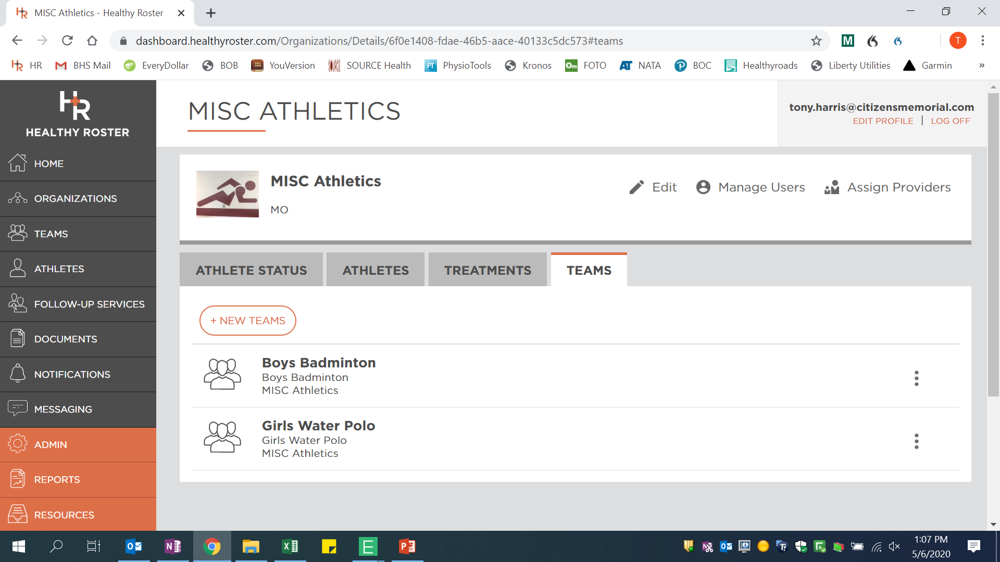 MISC Athletics - Healthy Roster
dashboard.healthyroster.com/Organizations/Details/6f0e1408-fdae-46b5-aace-40133c5dc573#teams
M
T
HR
BHS Mail
EveryDollar
BOB
YouVersion
SOURCE Health
PT
PhysioTools
Kronos
Om
FOTO
AT
NATA
BOC
Healthyroads
Liberty Utilities
Garmin
»
HR
HEALTHY ROSTER
HOME
ORGANIZATIONS
TEAMS
ATHLETES
FOLLOW-UP SERVICES
DOCUMENTS
NOTIFICATIONS
MESSAGING
ADMIN
REPORTS
RESOURCES
MISC ATHLETICS
tony.harris@citizensmemorial.com
EDIT PROFILE | LOG OFF
MISC Athletics
MO
Edit
Manage Users
Assign Providers
ATHLETE STATUS
ATHLETES
TREATMENTS
TEAMS
+ NEW TEAMS
Boys Badminton
Boys Badminton
MISC Athletics
Girls Water Polo
Girls Water Polo
MISC Athletics
1:07 PM
5/6/2020